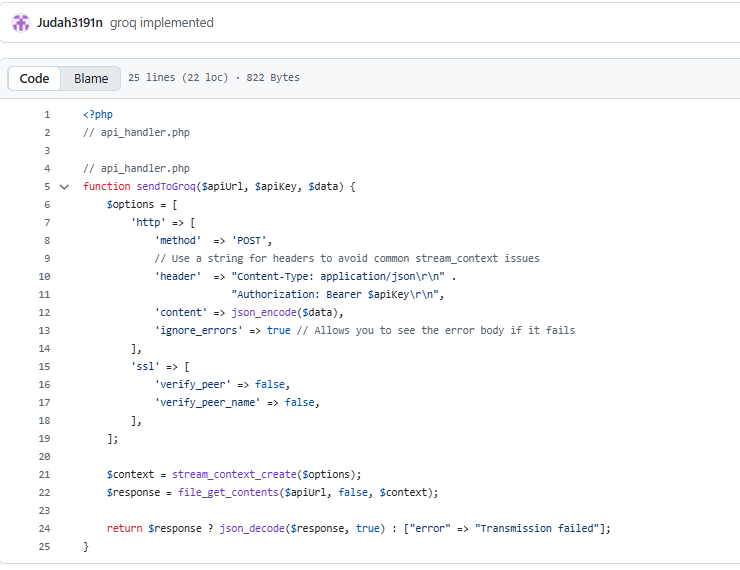 Judah3191n groq implemented
Code Blame 25 lines (22 loc) · 822 Bytes
1 <?php
2 // api_handler.php
3
4 // api_handler.php
5 function sendToGroq($apiUrl, $apiKey, $data) {
6     $options = [
7         'http' => [
8             'method'  => 'POST',
9             // Use a string for headers to avoid common stream_context issues
10             'header'  => "Content-Type: application/json\r\n" .
11                          "Authorization: Bearer $apiKey\r\n",
12             'content' => json_encode($data),
13             'ignore_errors' => true // Allows you to see the error body if it fails
14         ],
15         'ssl' => [
16             'verify_peer' => false,
17             'verify_peer_name' => false,
18         ],
19     ];
20
21     $context = stream_context_create($options);
22     $response = file_get_contents($apiUrl, false, $context);
23
24     return $response ? json_decode($response, true) : ["error" => "Transmission failed"];
25 }